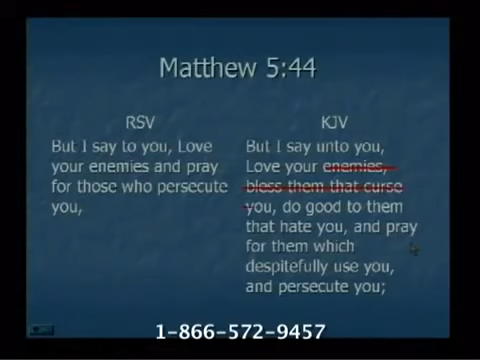 Matthew 5:44
RSV
But I say to you, Love
your enemies and pray
for those who persecute
you,
KJV
But I say unto you,
Love your enemies,
bless them that curse
you, do good to them
that hate you, and pray
for them which
despitefully use you,
and persecute you;
1-866-572-9457